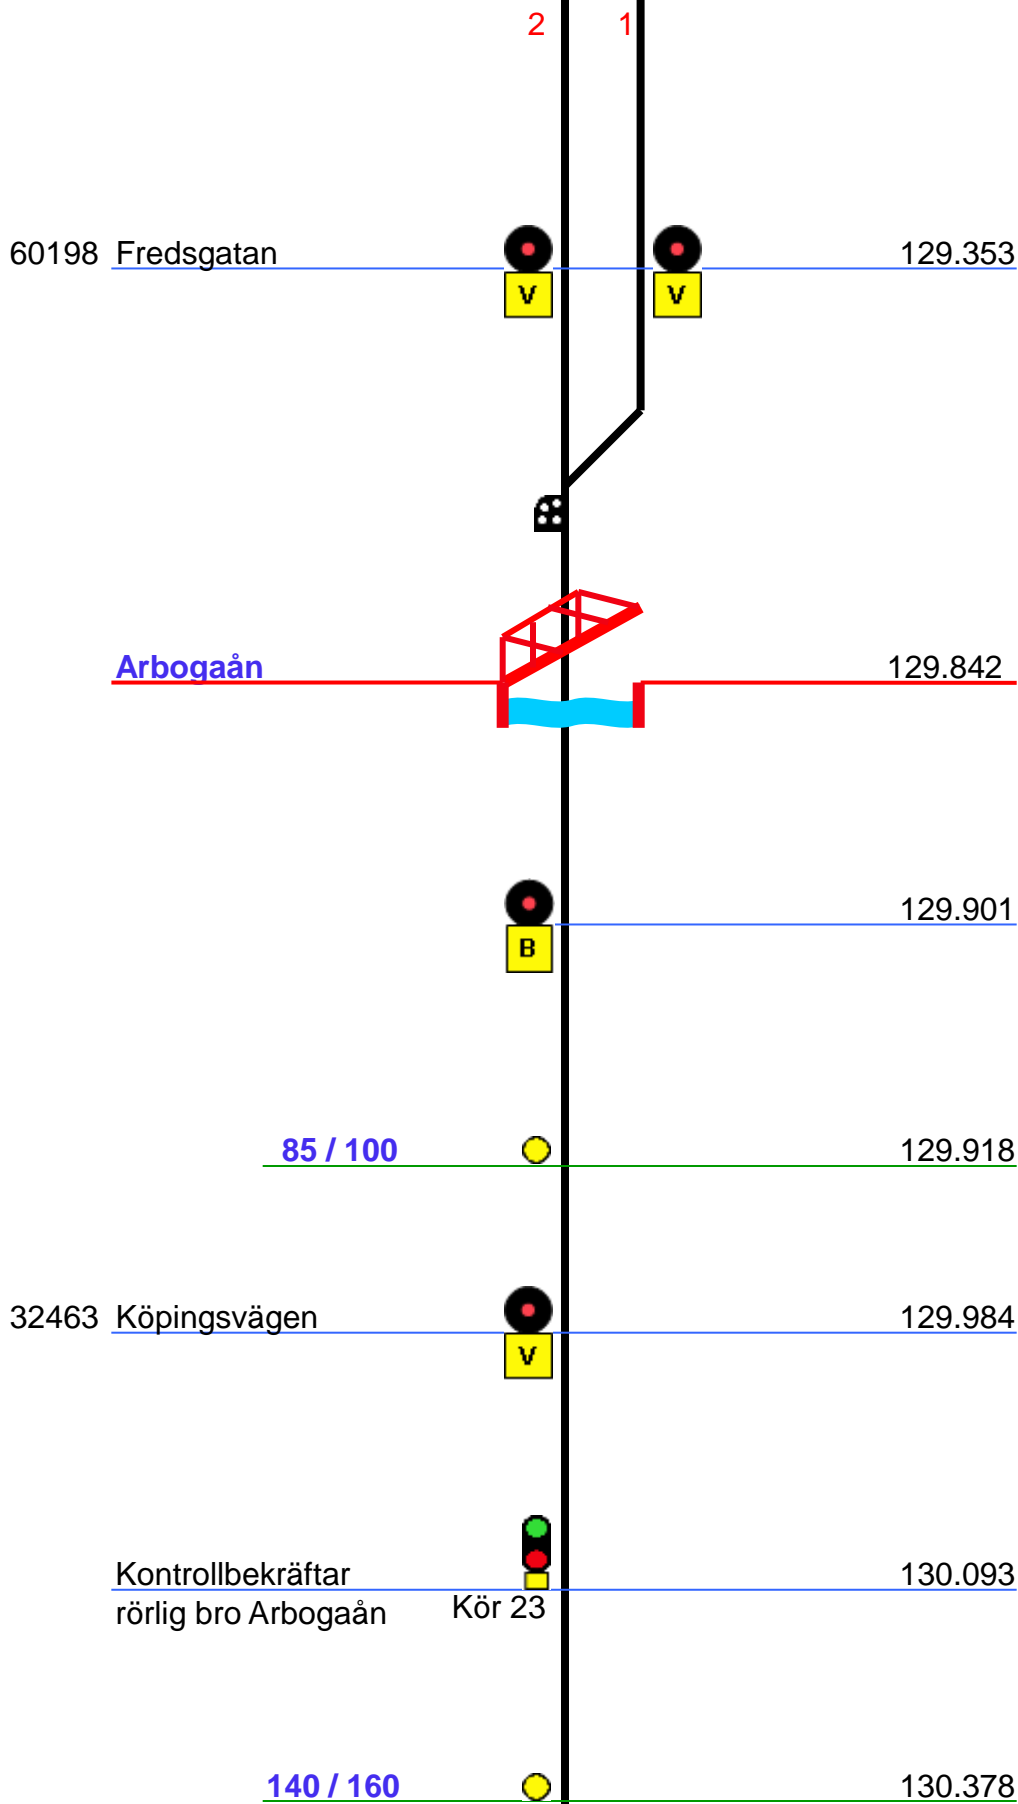 2 1
60198 Fredsgatan 129.353
V V
Arbogaån 129.842
129.901
B
85 / 100 129.918
32463 Köpingsvägen 129.984
V
Kontrollbekräftar 130.093
rörlig bro Arbogaån Kör 23
140 / 160 130.378